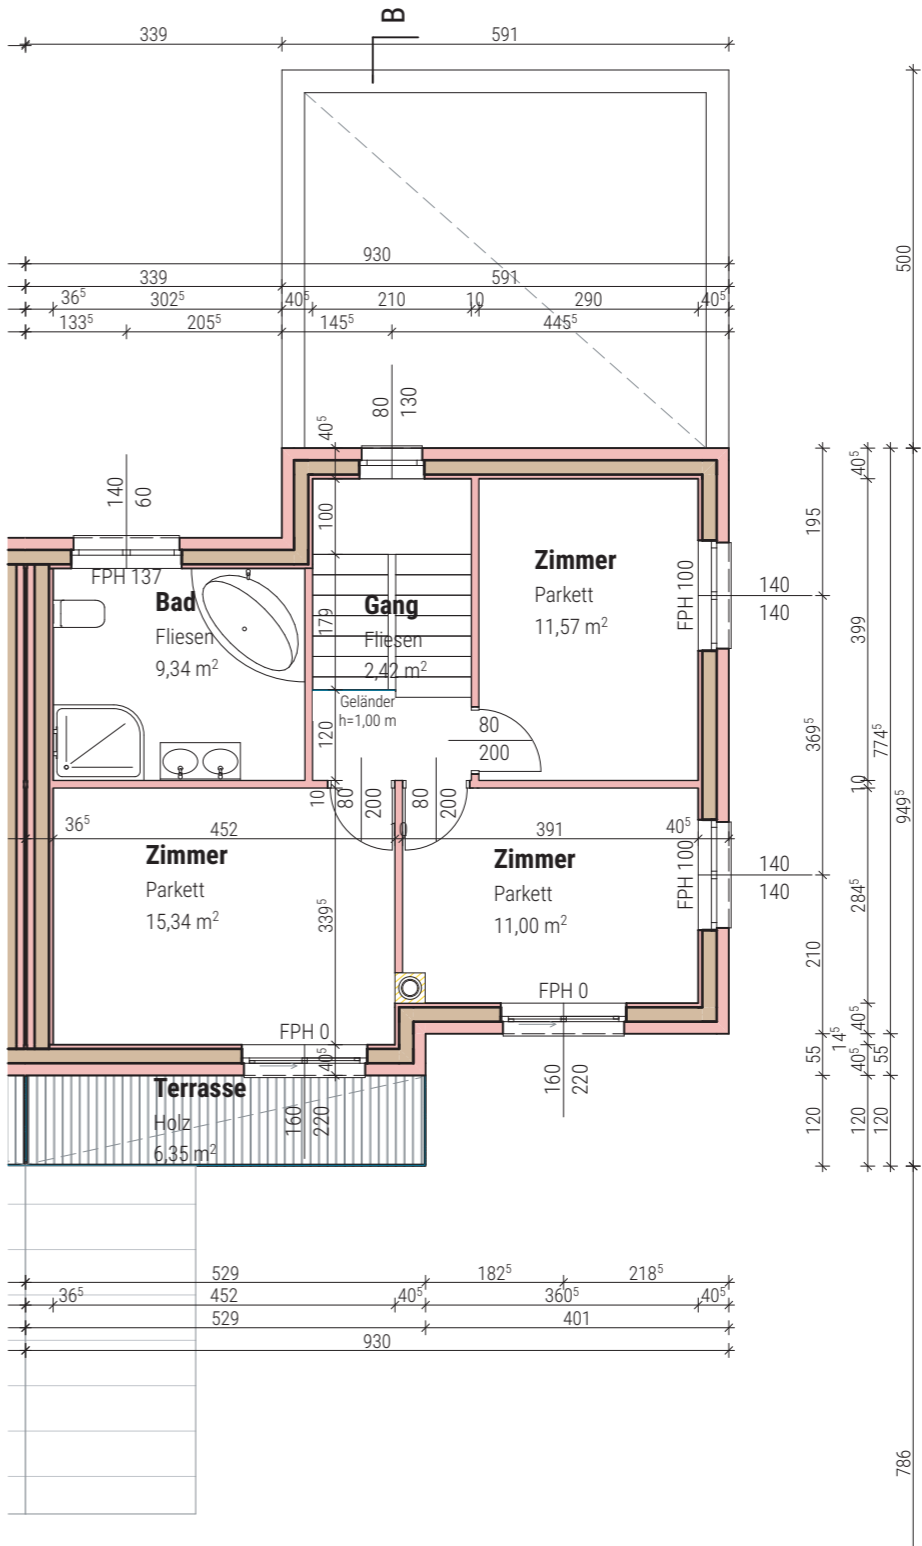 B
339 591
500
930
339 591
36⁵ 302⁵ 40⁵ 210 10 290 40⁵
133⁵ 205⁵ 145⁵ 445⁵
80
130
40⁵
140
60
100
FPH 137
Bad
Fliesen
9,34 m²
179
Gang
Fliesen
2,42 m²
Geländer
h=1,00 m
120
Zimmer
Parkett
11,57 m²
FPH 100
140
140
80
200
195
40⁵
399
369⁵
774⁵
949⁵
10
80
200
80
200
36⁵ 452 10 391 40⁵
Zimmer
Parkett
15,34 m²
339⁵
Zimmer
Parkett
11,00 m²
FPH 100
140
140
10
284⁵
210
FPH 0
FPH 0
40⁵
160
220
40⁵
14⁵
55
40⁵
55
Terrasse
Holz
6,35 m²
160
220
120
120
120
529 182⁵ 218⁵
36⁵ 452 40⁵ 360⁵ 40⁵
529 401
930
786